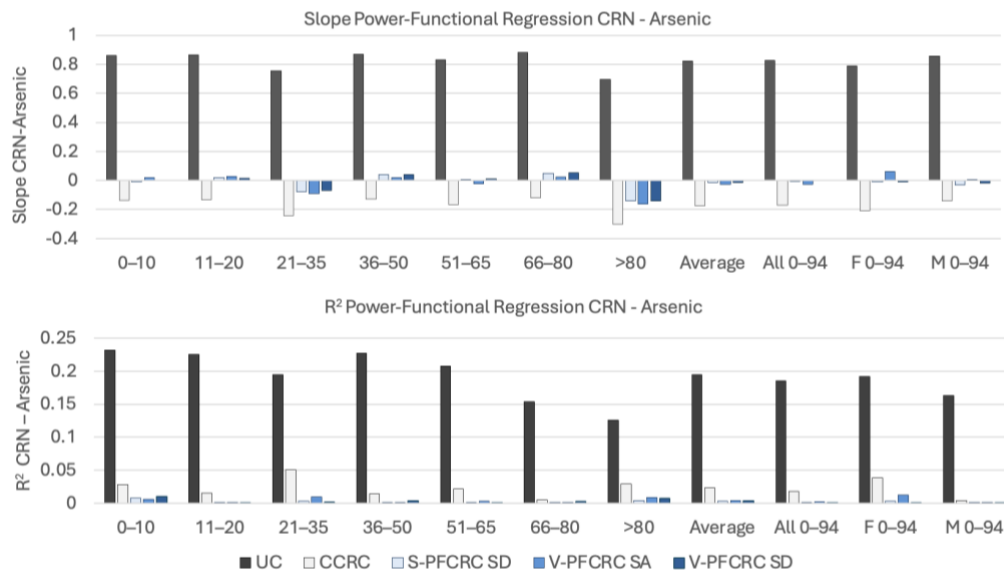 Slope Power-Functional Regression CRN - Arsenic
Slope CRN-Arsenic
1
0.8
0.6
0.4
0.2
0
-0.2
-0.4
0–10 11–20 21–35 36–50 51–65 66–80 >80 Average All 0–94 F 0–94 M 0–94
R² Power-Functional Regression CRN - Arsenic
R² CRN – Arsenic
0.25
0.2
0.15
0.1
0.05
0
0–10 11–20 21–35 36–50 51–65 66–80 >80 Average All 0–94 F 0–94 M 0–94
UC CCRC S-PFCRC SD V-PFCRC SA V-PFCRC SD